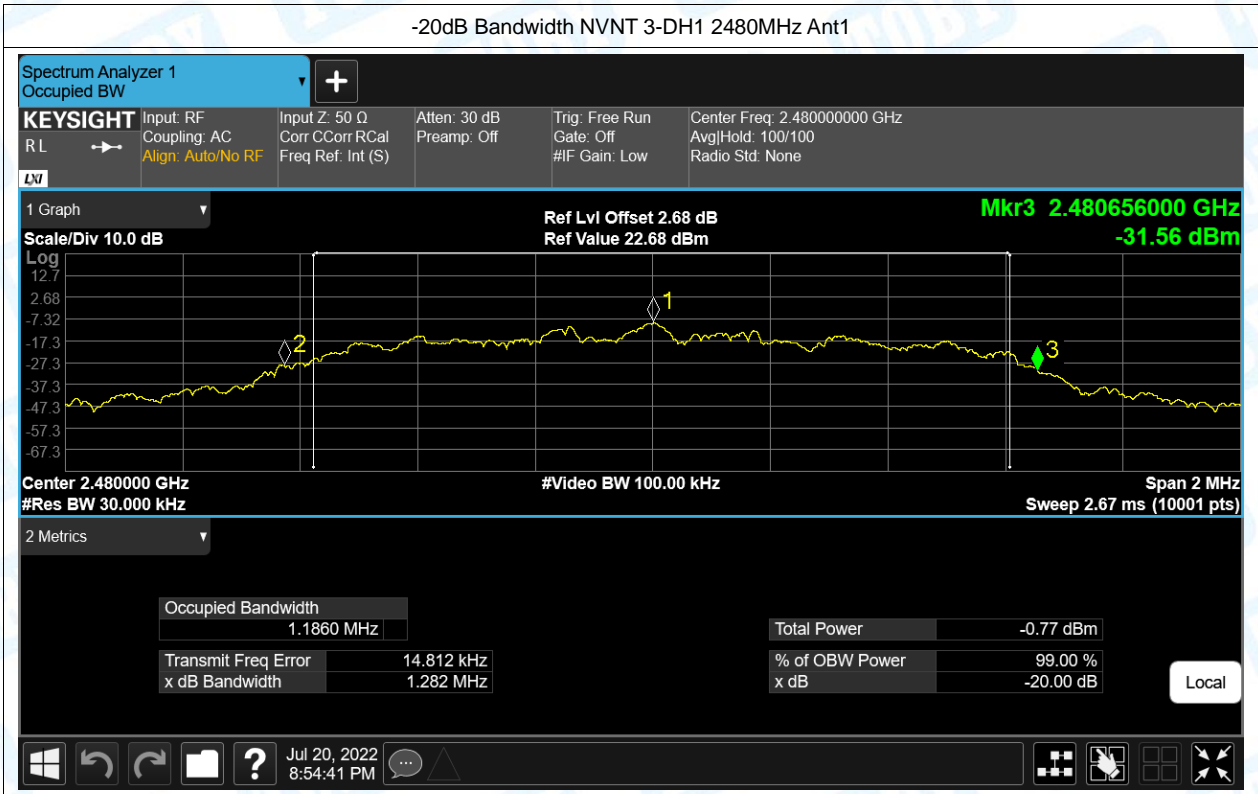 -20dB Bandwidth NVNT 3-DH1 2480MHz Ant1
Spectrum Analyzer 1
Occupied BW
KEYSIGHT
R L
LXI
Input: RF
Coupling: AC
Align: Auto/No RF
Input Z: 50 Ω
Corr CCorr RCal
Freq Ref: Int (S)
Atten: 30 dB
Preamp: Off
Trig: Free Run
Gate: Off
#IF Gain: Low
Center Freq: 2.480000000 GHz
Avg|Hold: 100/100
Radio Std: None
1 Graph
Scale/Div 10.0 dB
Ref Lvl Offset 2.68 dB
Ref Value 22.68 dBm
Mkr3 2.480656000 GHz
-31.56 dBm
Log
12.7
2.68
-7.32
-17.3
-27.3
-37.3
-47.3
-57.3
-67.3
1
2
3
Center 2.480000 GHz
#Video BW 100.00 kHz
Span 2 MHz
#Res BW 30.000 kHz
Sweep 2.67 ms (10001 pts)
2 Metrics
Occupied Bandwidth
1.1860 MHz
Total Power -0.77 dBm
Transmit Freq Error 14.812 kHz
% of OBW Power 99.00 %
x dB Bandwidth 1.282 MHz
x dB -20.00 dB
Local
?
Jul 20, 2022
8:54:41 PM